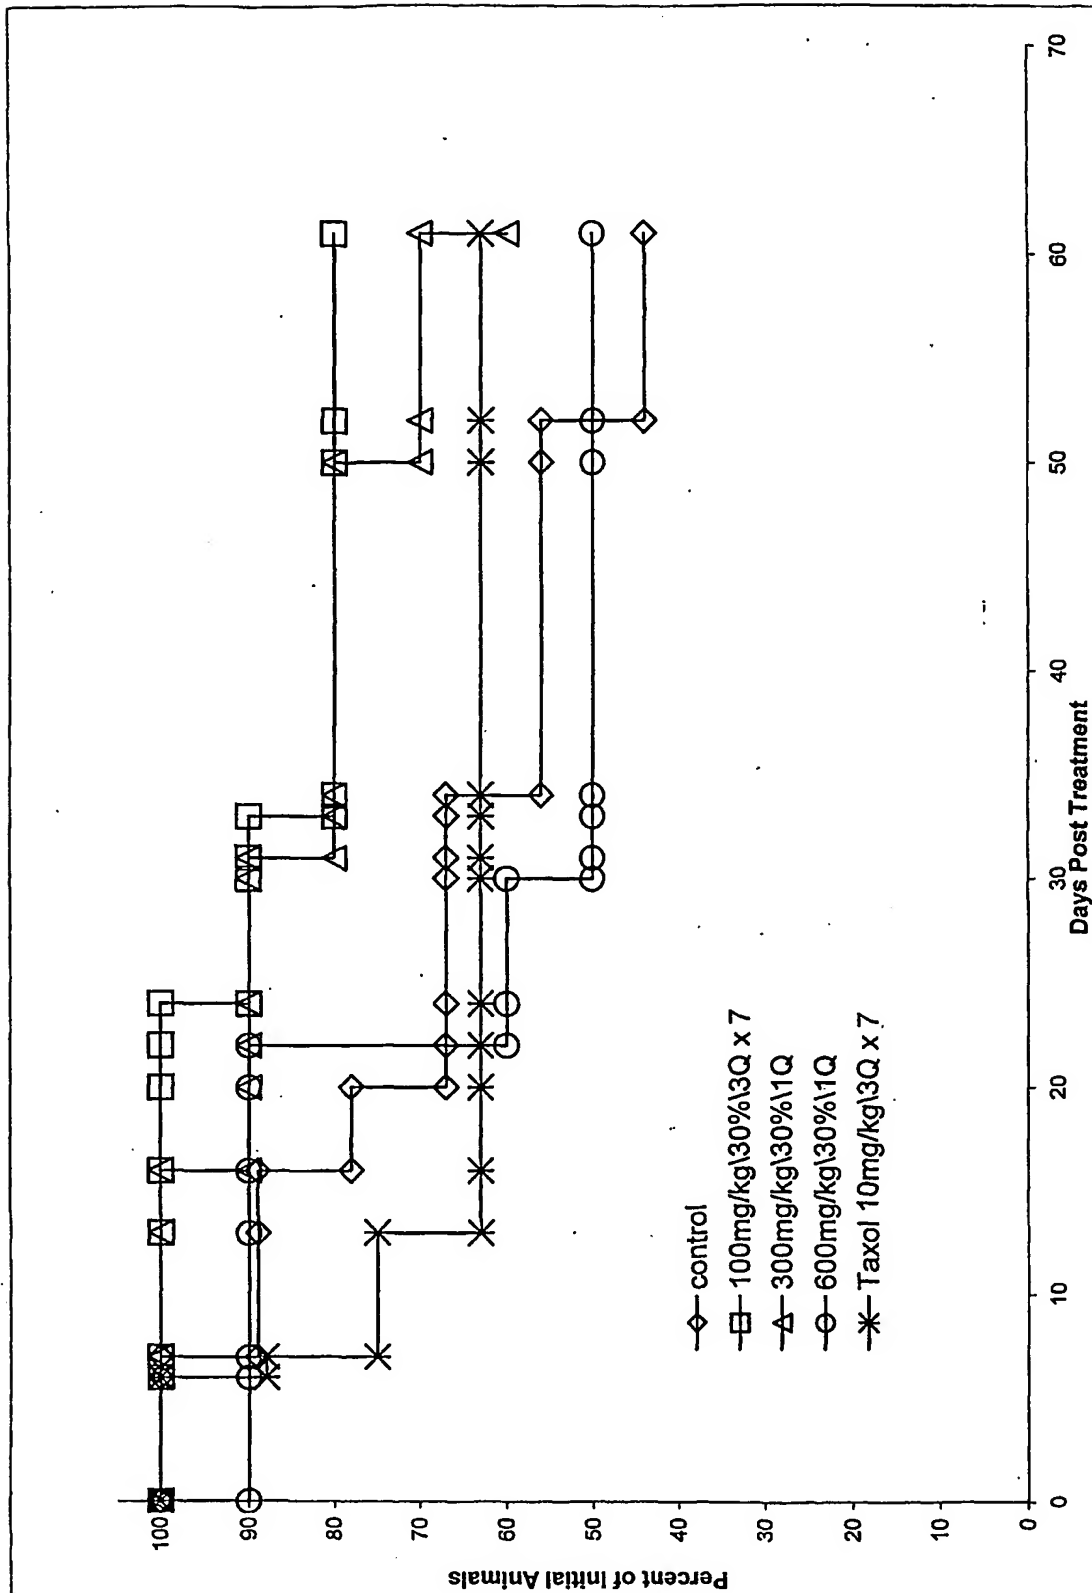 Percent of Initial Animals
100
90
80
70
60
50
40
30
20
10
0
control
100mg/kg\30%\3Q x 7
300mg/kg\30%\1Q
600mg/kg\30%\1Q
Taxol 10mg/kg\3Q x 7
0
10
20
30
40
50
60
70
Days Post Treatment